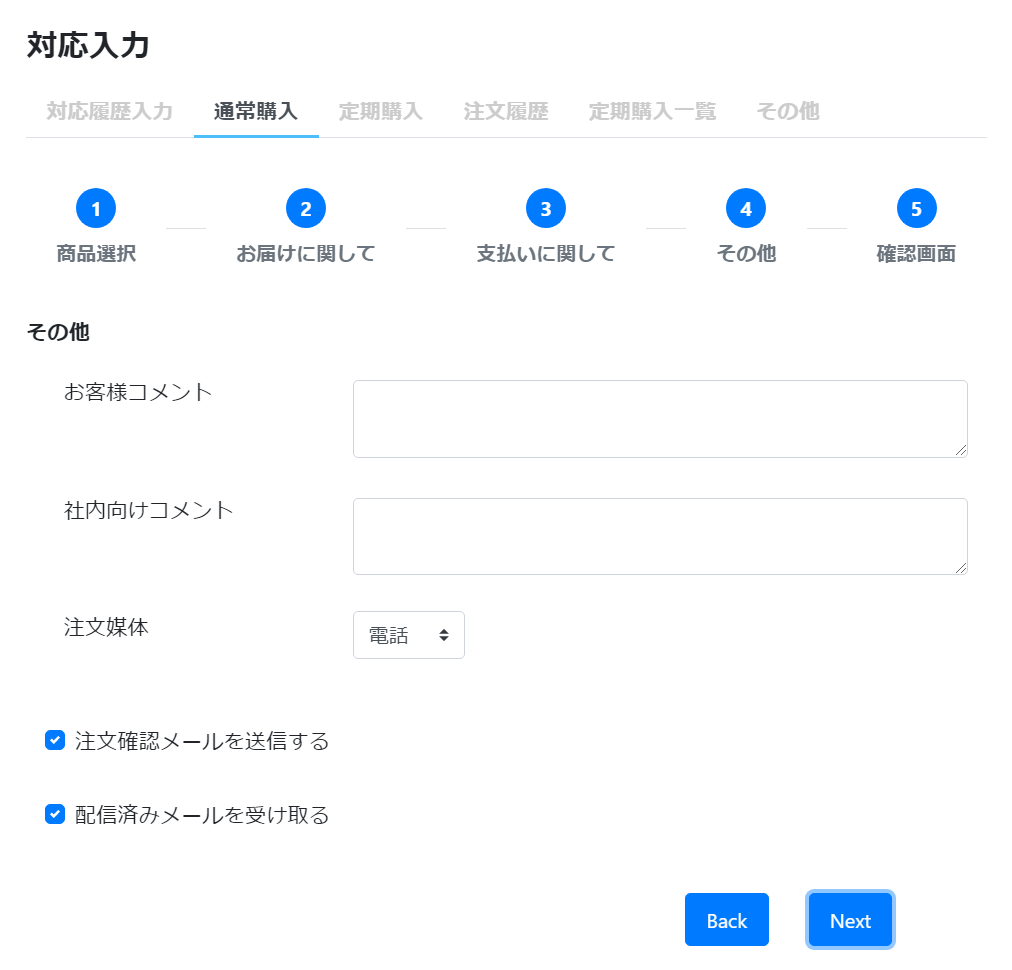 対応入力
対応履歴入力 通常購入 定期購入 注文履歴 定期購入一覧 その他
1 2 3 4 5
商品選択 お届けに関して 支払いに関して その他 確認画面
その他
お客様コメント
社内向けコメント
注文媒体 電話
注文確認メールを送信する
配信済みメールを受け取る
Back Next